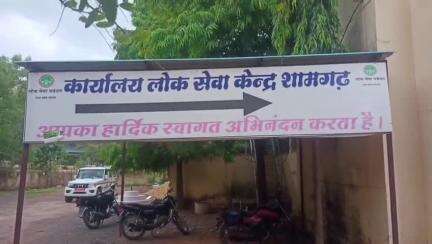 कार्यालय लोक सेवा केन्द्र शामगढ़
आपका हार्दिक स्वागत अभिनंदन करता है।